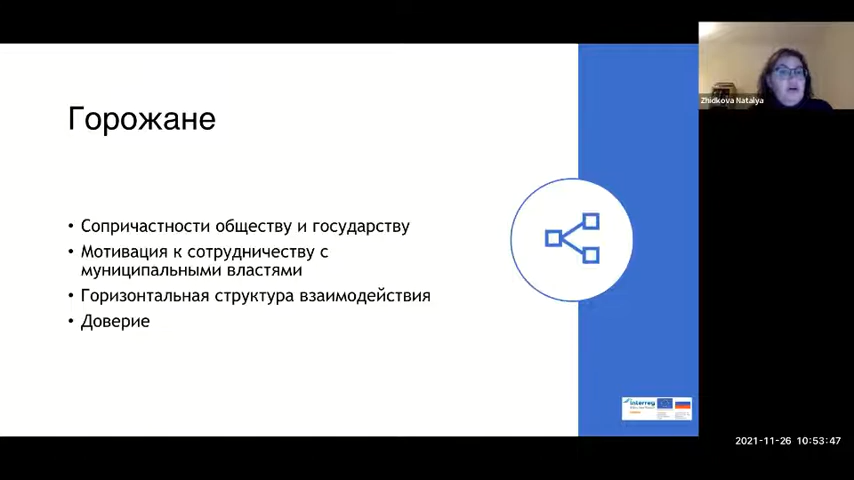 Горожане
• Сопричастности обществу и государству
• Мотивация к сотрудничеству с
муниципальными властями
• Горизонтальная структура взаимодействия
• Доверие
Zhidkova Natalya
interreg
2021-11-26 10:53:47